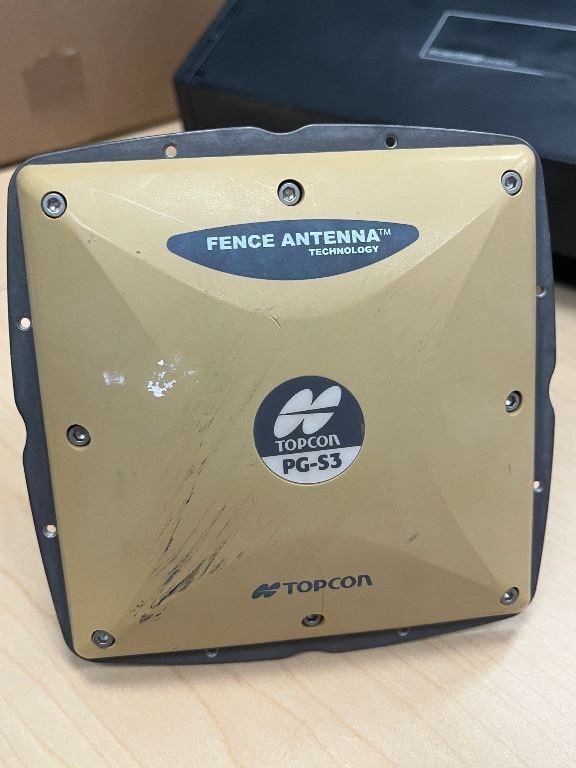 FENCE ANTENNA™
TECHNOLOGY
TOPCON
PG-S3
TOPCON